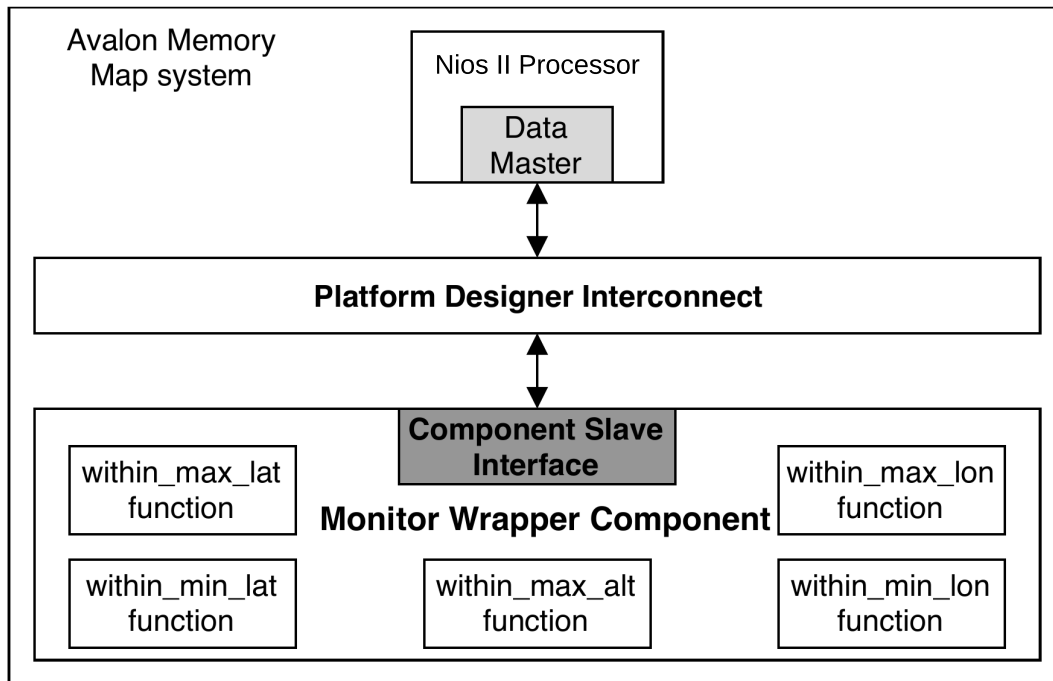 Avalon Memory
Map system
Nios II Processor
Data
Master
Platform Designer Interconnect
Component Slave
Interface
within_max_lat
function
Monitor Wrapper Component
within_max_lon
function
within_min_lat
function
within_max_alt
function
within_min_lon
function